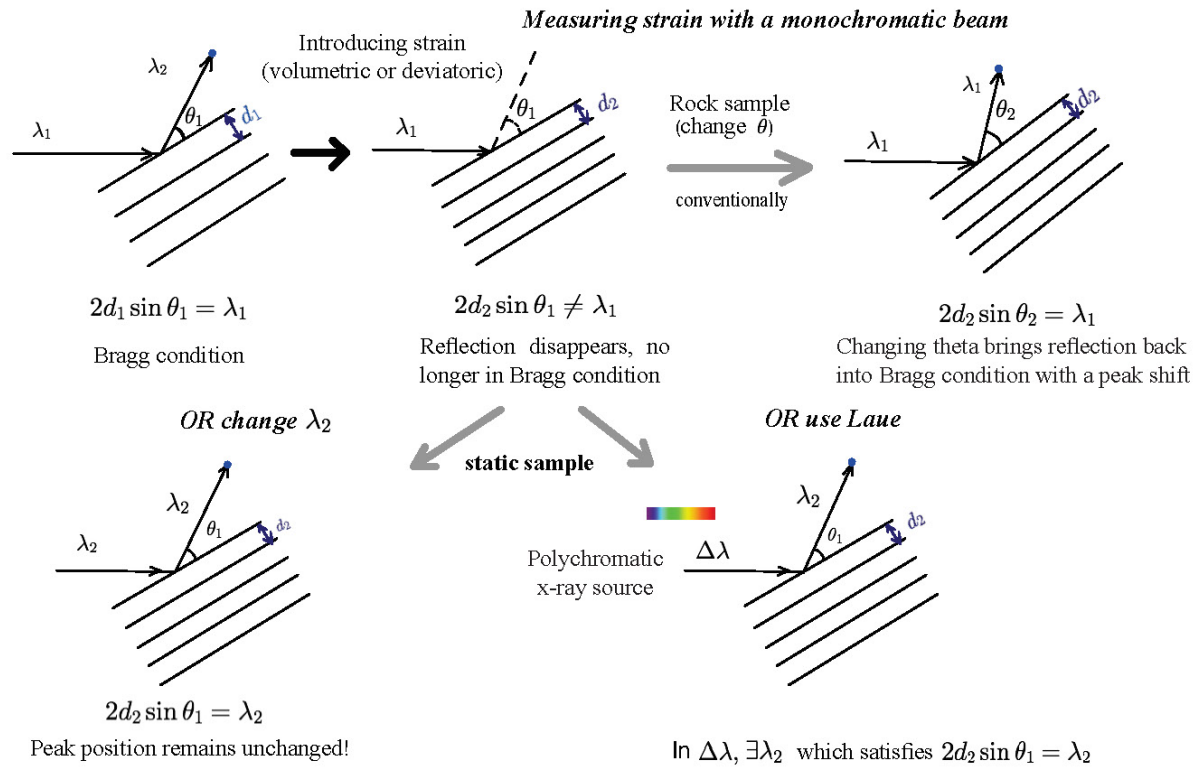 Measuring strain with a monochromatic beam
λ₂
θ₁
d₁
λ₁
2d₁ sin θ₁ = λ₁
Bragg condition
Introducing strain
(volumetric or deviatoric)
λ₁
θ₁
d₂
2d₂ sin θ₁ ≠ λ₁
Reflection disappears, no
longer in Bragg condition
Rock sample
(change θ)
conventionally
λ₁
θ₂
d₂
λ₁
2d₂ sin θ₂ = λ₁
Changing theta brings reflection back
into Bragg condition with a peak shift
OR change λ₂
static sample
OR use Laue
λ₂
θ₁
d₂
λ₂
2d₂ sin θ₁ = λ₂
Peak position remains unchanged!
Polychromatic
x-ray source
Δλ
λ₂
θ₁
d₂
In Δλ, ∃λ₂ which satisfies 2d₂ sin θ₁ = λ₂